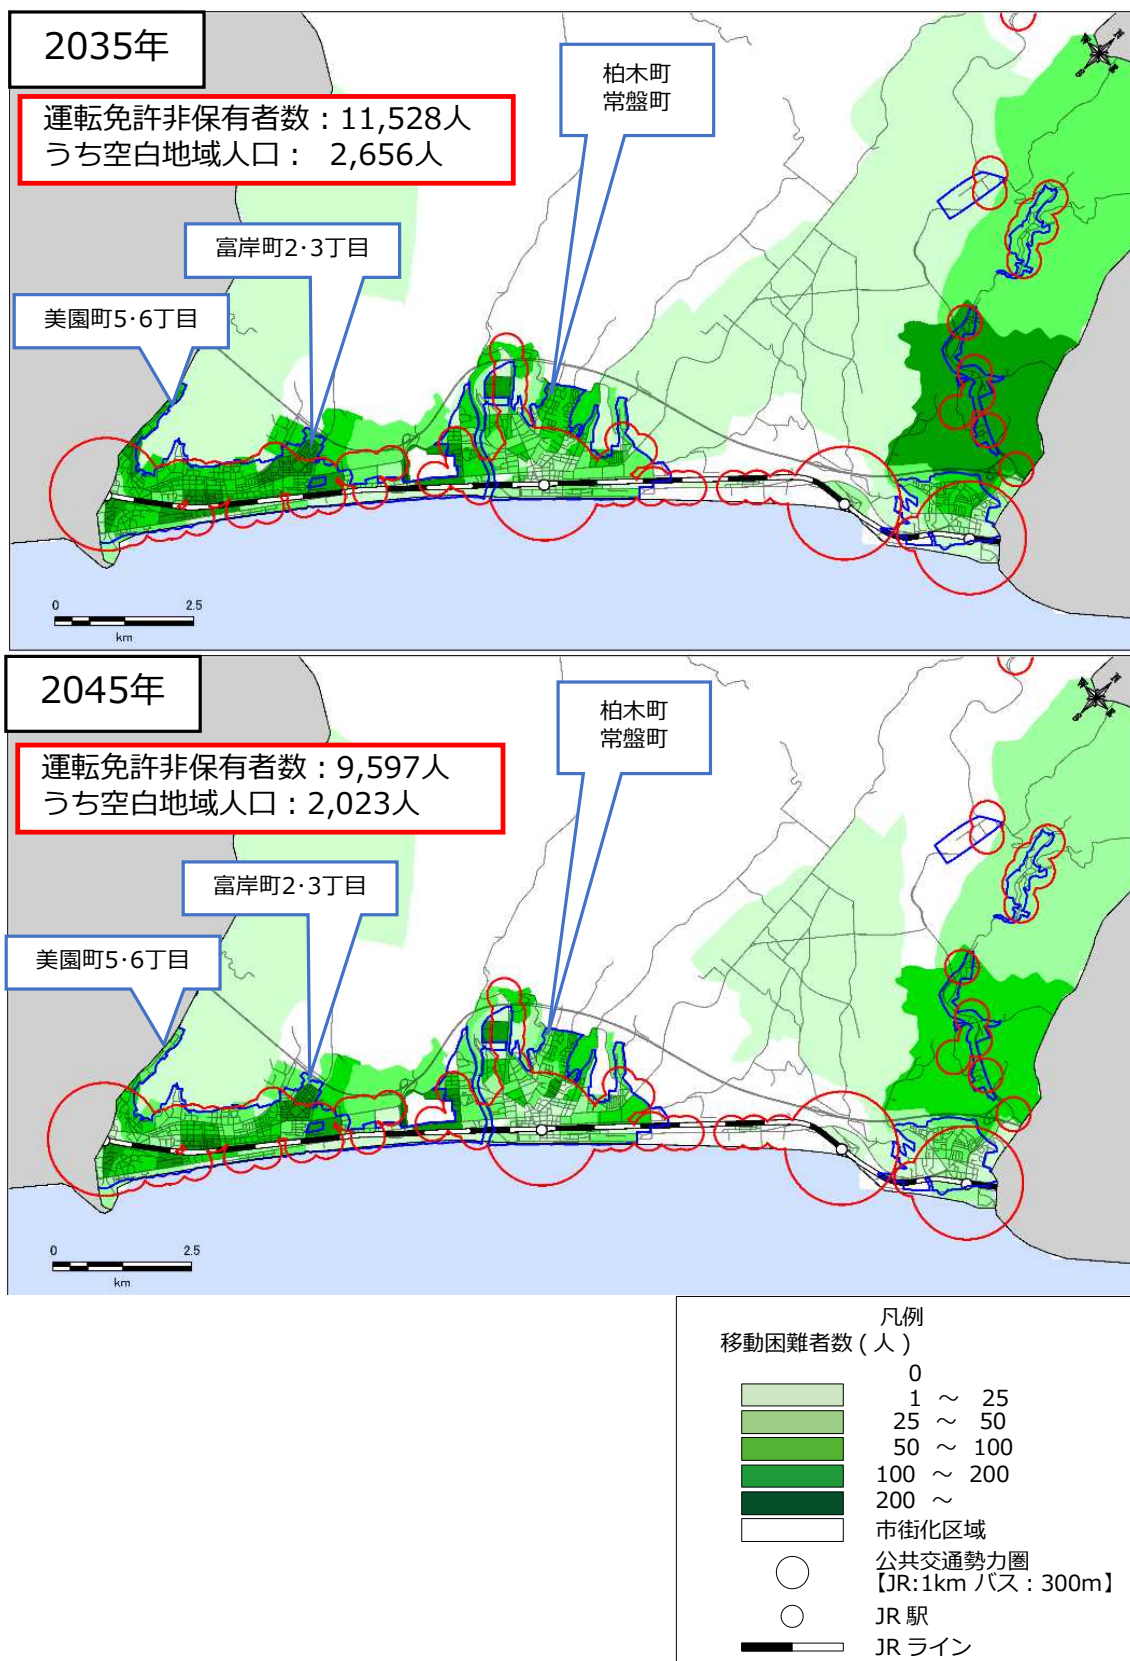 2035年
運転免許非保有者数：11,528人
うち空白地域人口： 2,656人
柏木町
常盤町
富岸町2･3丁目
美園町5･6丁目
N
W
E
S
0 2.5
km
2045年
運転免許非保有者数：9,597人
うち空白地域人口：2,023人
柏木町
常盤町
富岸町2･3丁目
美園町5･6丁目
N
W
E
S
0 2.5
km
凡例
移動困難者数(人)
0
1 ～ 25
25 ～ 50
50 ～ 100
100 ～ 200
200 ～
市街化区域
公共交通勢力圏
【JR:1km バス：300m】
JR 駅
JR ライン